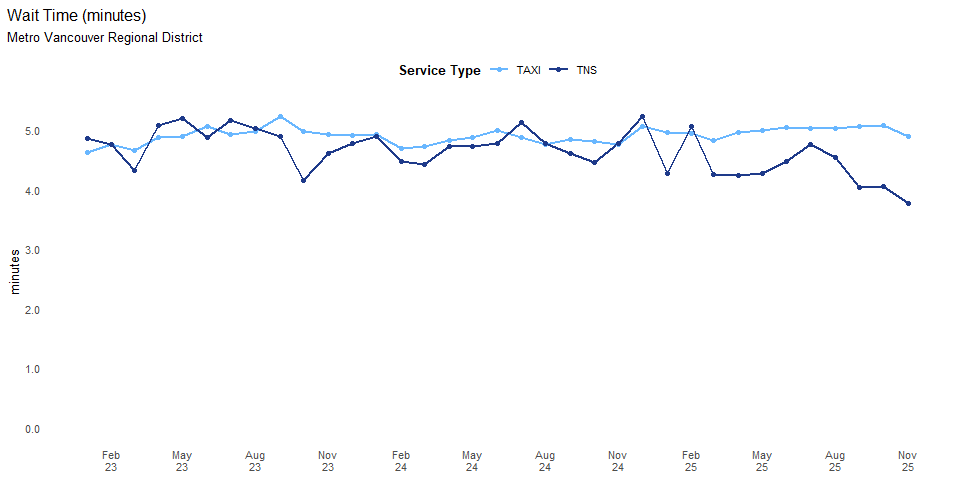 Wait Time (minutes)
Metro Vancouver Regional District
Service Type TAXI TNS
minutes
5.0
4.0
3.0
2.0
1.0
0.0
Feb May Aug Nov Feb May Aug Nov Feb May Aug Nov
23 23 23 23 24 24 24 24 25 25 25 25